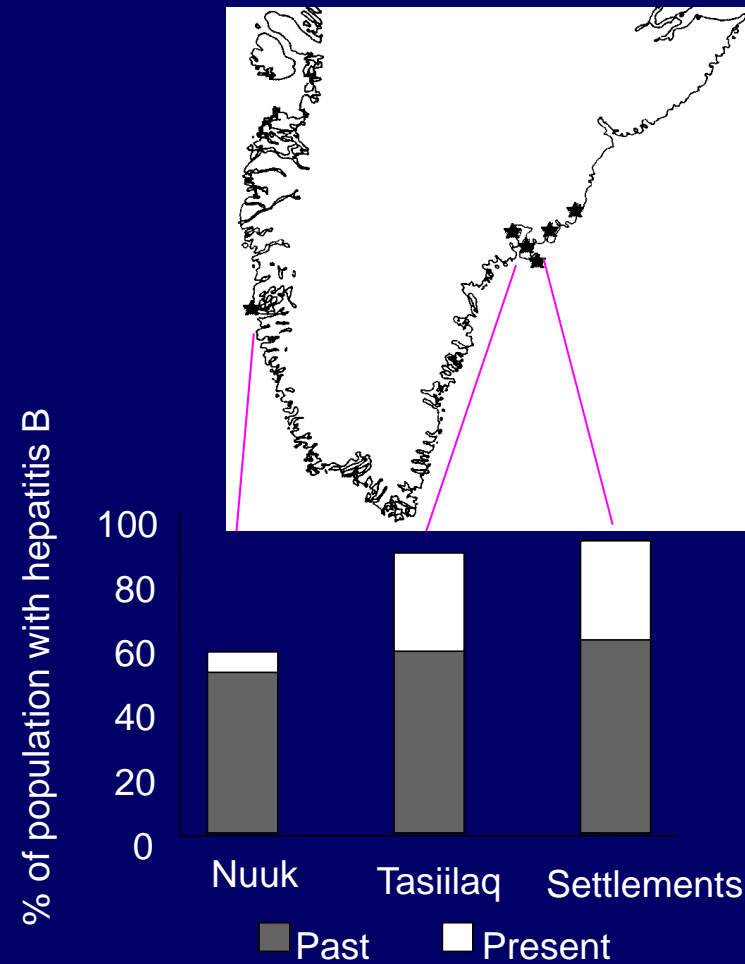 % of population with hepatitis B
100
80
60
40
20
0
Nuuk
Tasiilaq
Settlements
Past
Present